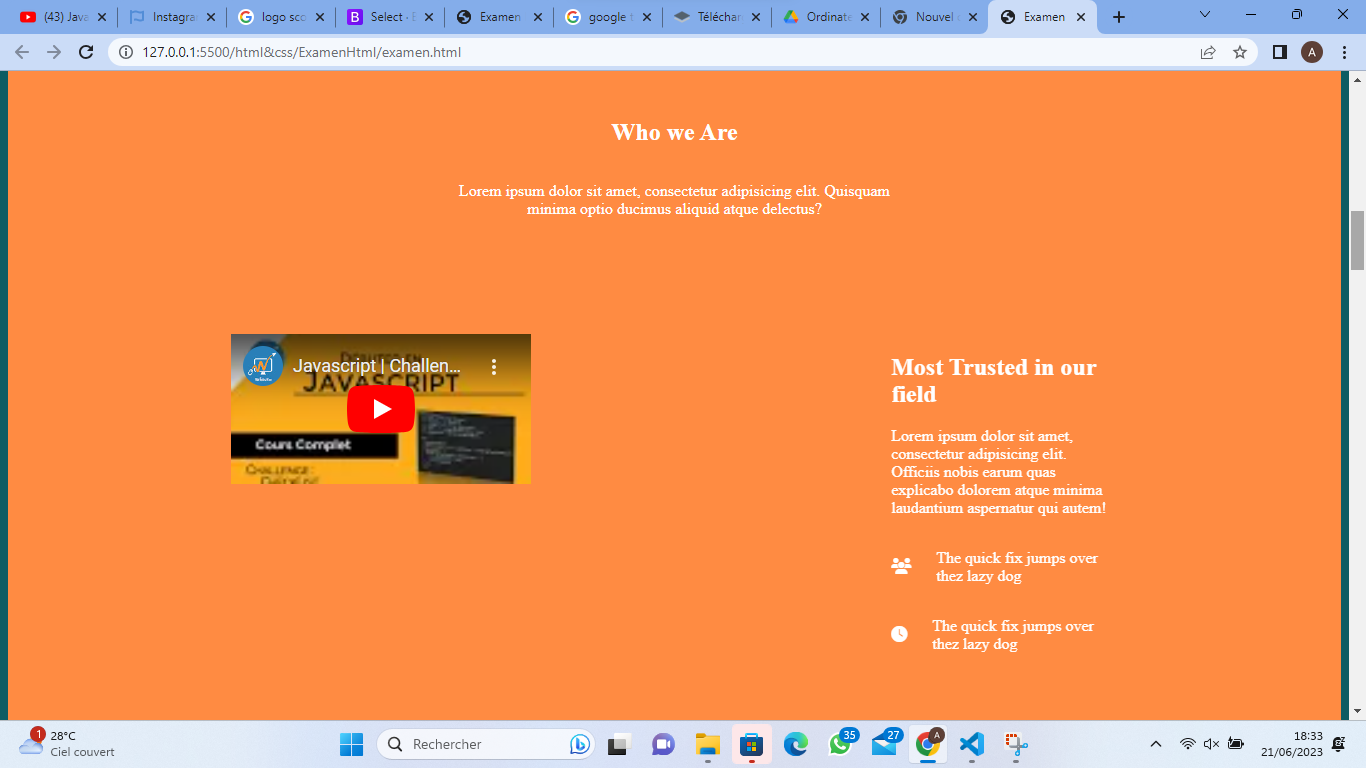 (43) Java
Instagra
logo sco
Select · B
Examen
google t
Téléchar
Ordinate
Nouvel o
Examen
127.0.0.1:5500/html&css/ExamenHtml/examen.html
A
Who we Are
Lorem ipsum dolor sit amet, consectetur adipisicing elit. Quisquam
minima optio ducimus aliquid atque delectus?
Javascript | Challen...
JAVASCRIPT
Cours Complet
CHALLENGE:
Most Trusted in our
field
Lorem ipsum dolor sit amet,
consectetur adipisicing elit.
Officiis nobis earum quas
explicabo dolorem atque minima
laudantium aspernatur qui autem!
The quick fix jumps over
thez lazy dog
The quick fix jumps over
thez lazy dog
1
28°C
Ciel couvert
Rechercher
35
27
A
18:33
21/06/2023